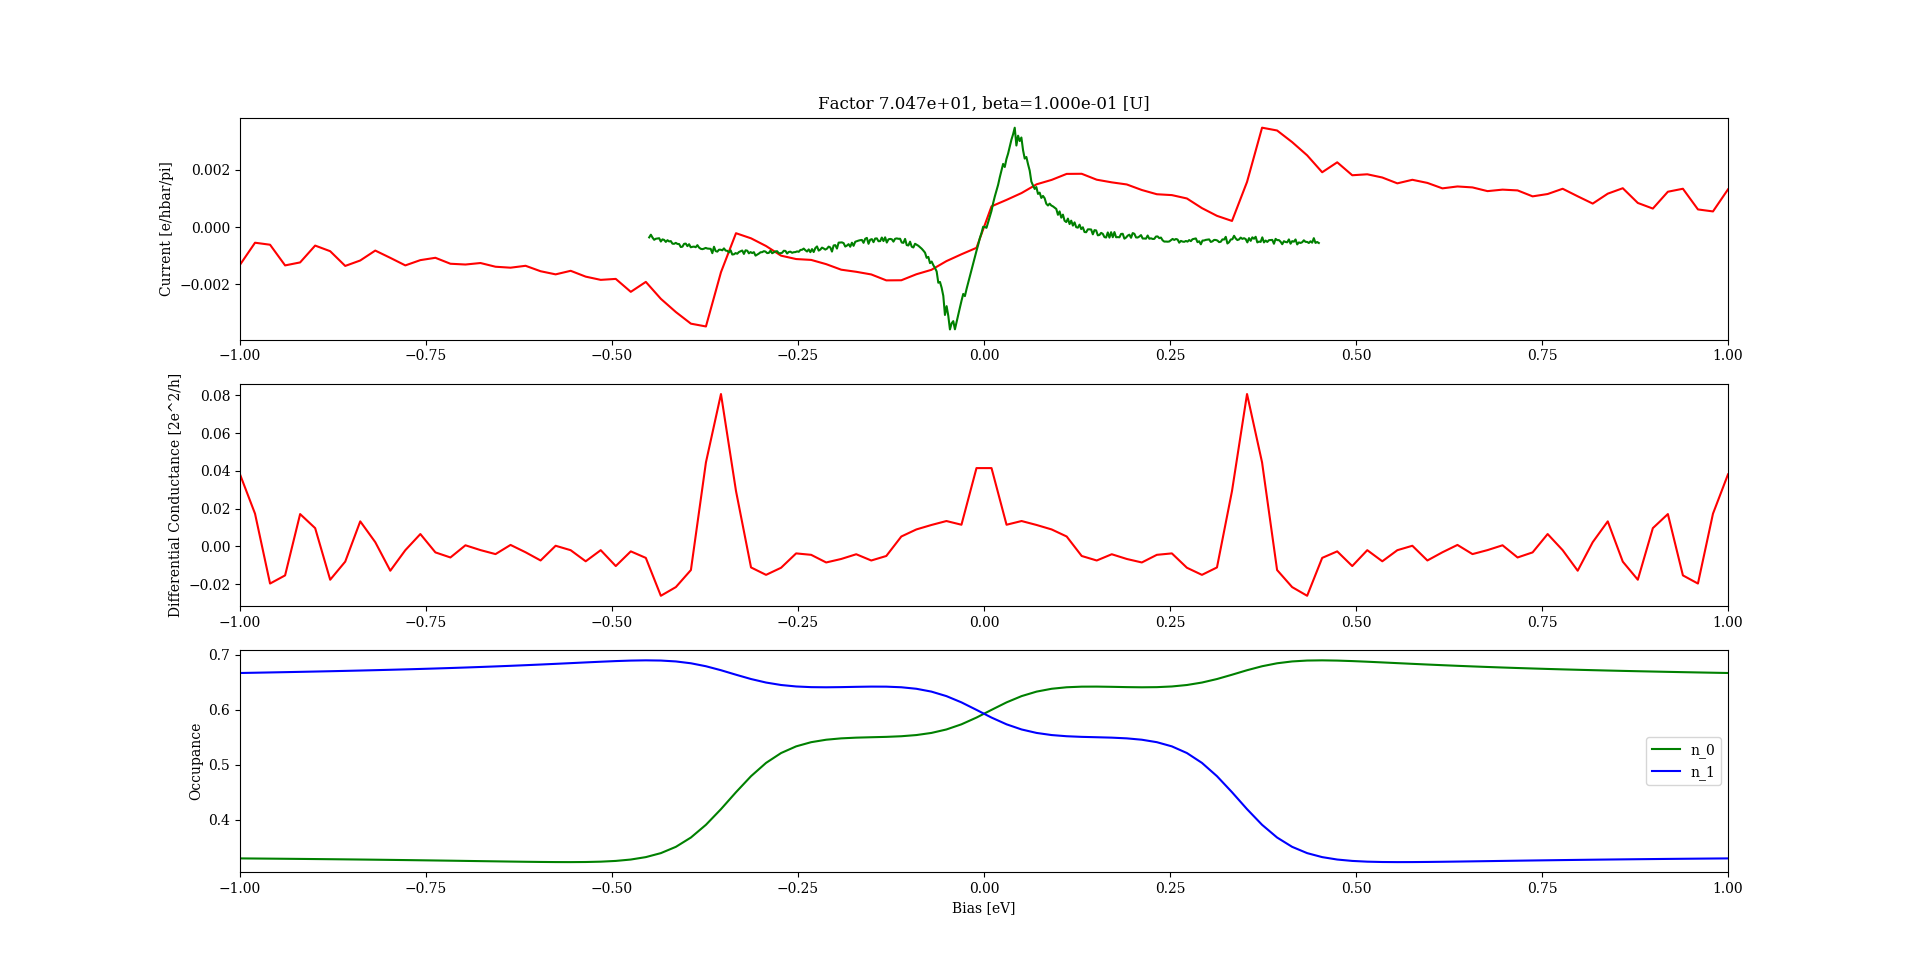 Factor 7.047e+01, beta=1.000e-01 [U]
Current [e/hbar/pi]
0.002
0.000
−0.002
−1.00 −0.75 −0.50 −0.25 0.00 0.25 0.50 0.75 1.00
Differential Conductance [2e^2/h]
0.08
0.06
0.04
0.02
0.00
−0.02
−1.00 −0.75 −0.50 −0.25 0.00 0.25 0.50 0.75 1.00
Occupance
0.7
0.6
0.5
0.4
n_0
n_1
−1.00 −0.75 −0.50 −0.25 0.00 0.25 0.50 0.75 1.00
Bias [eV]